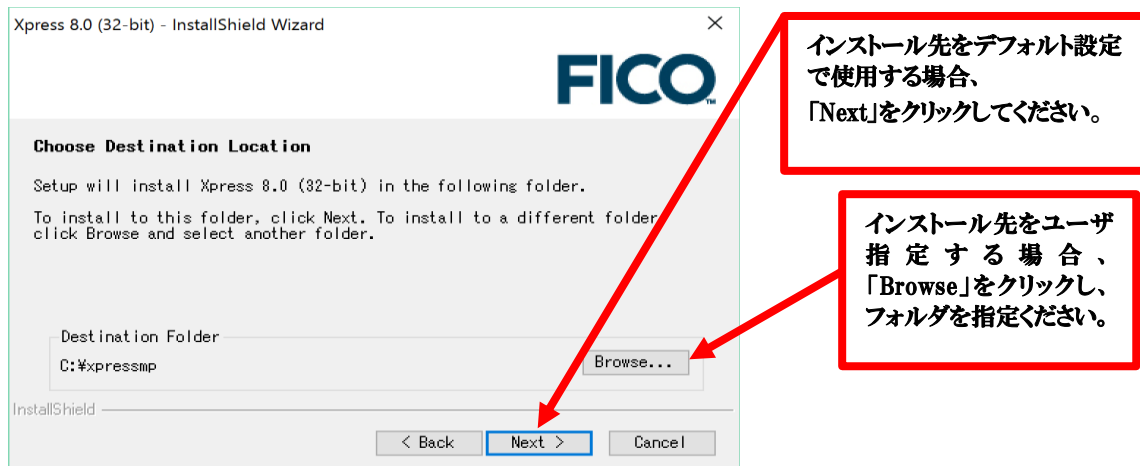 Xpress 8.0 (32-bit) - InstallShield Wizard
FICO
TM
Choose Destination Location
Setup will install Xpress 8.0 (32-bit) in the following folder.
To install to this folder, click Next. To install to a different folder
click Browse and select another folder.
Destination Folder
C:¥xpressmp
Browse...
InstallShield
< Back
Next >
Cancel
インストール先をデフォルト設定
で使用する場合、
「Next」をクリックしてください。
インストール先をユーザ
指定する場合、
「Browse」をクリックし、
フォルダを指定ください。